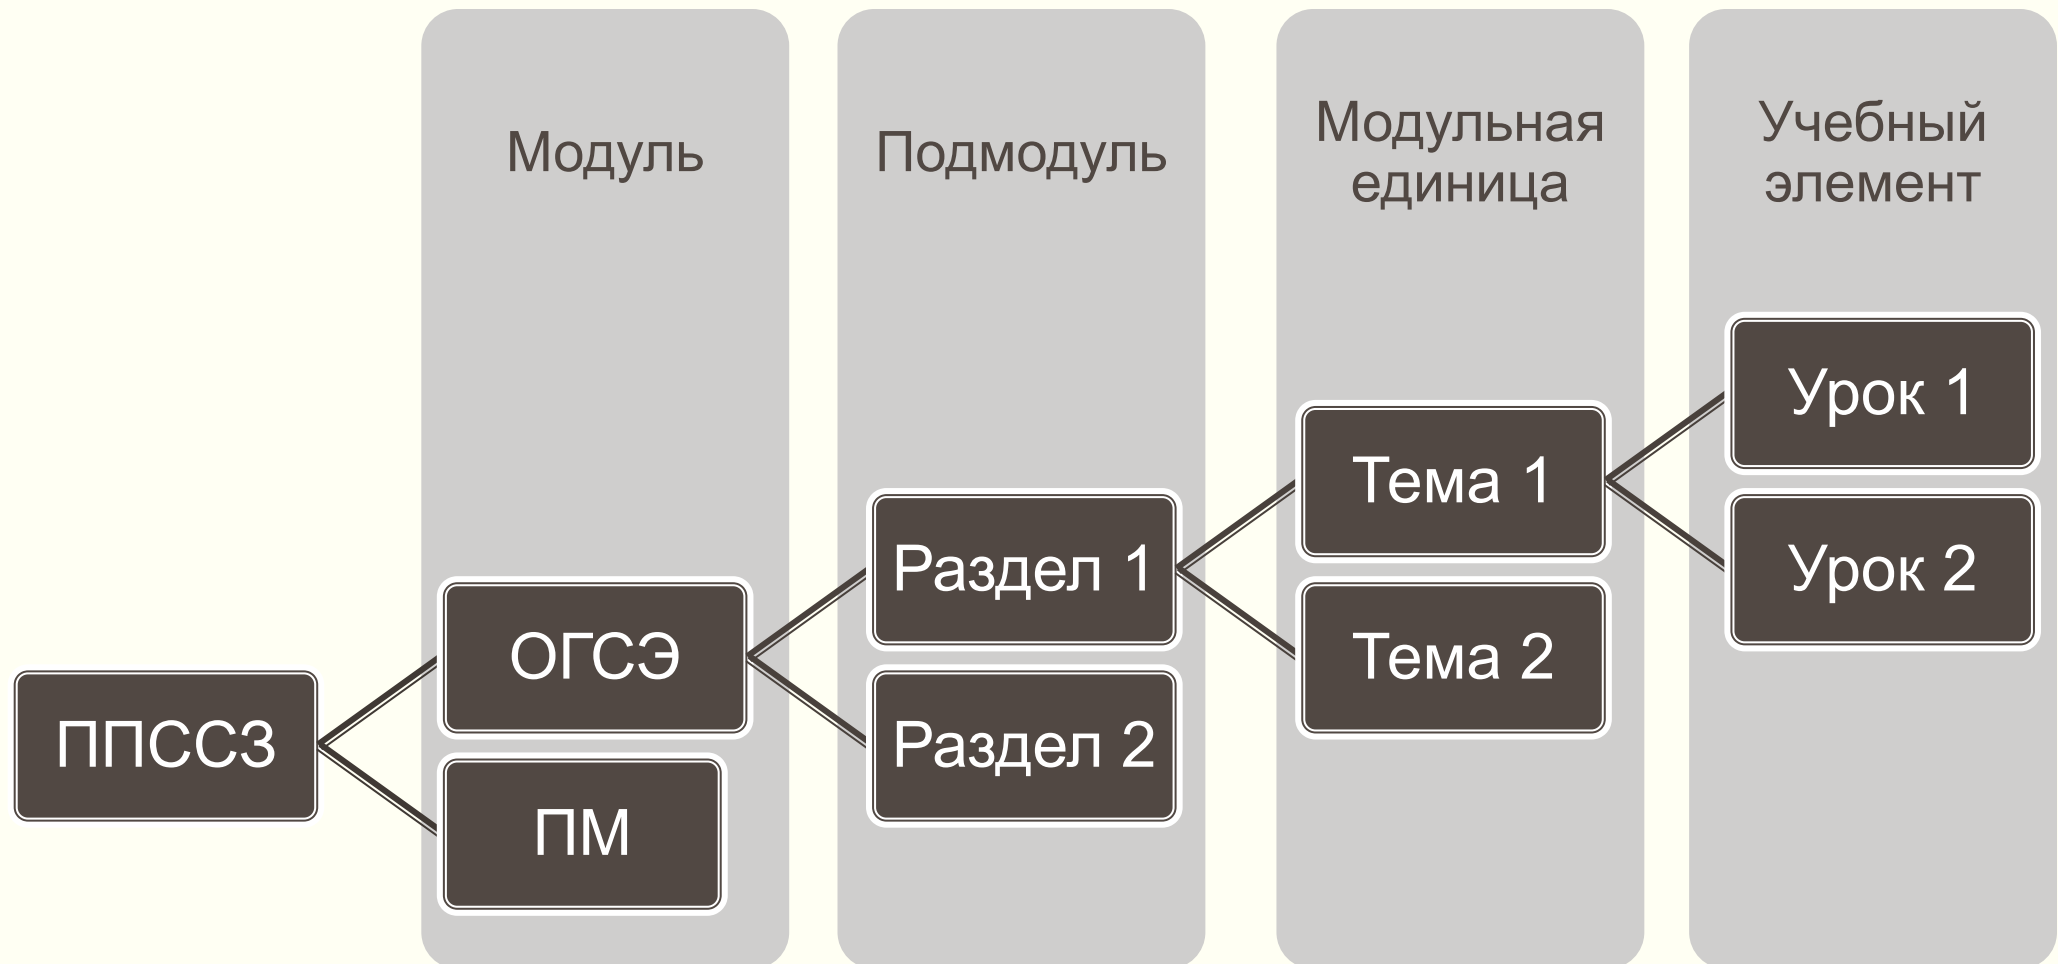 Модуль
Подмодуль
Модульная
единица
Учебный
элемент
ППССЗ
ОГСЭ
ПМ
Раздел 1
Раздел 2
Тема 1
Тема 2
Урок 1
Урок 2